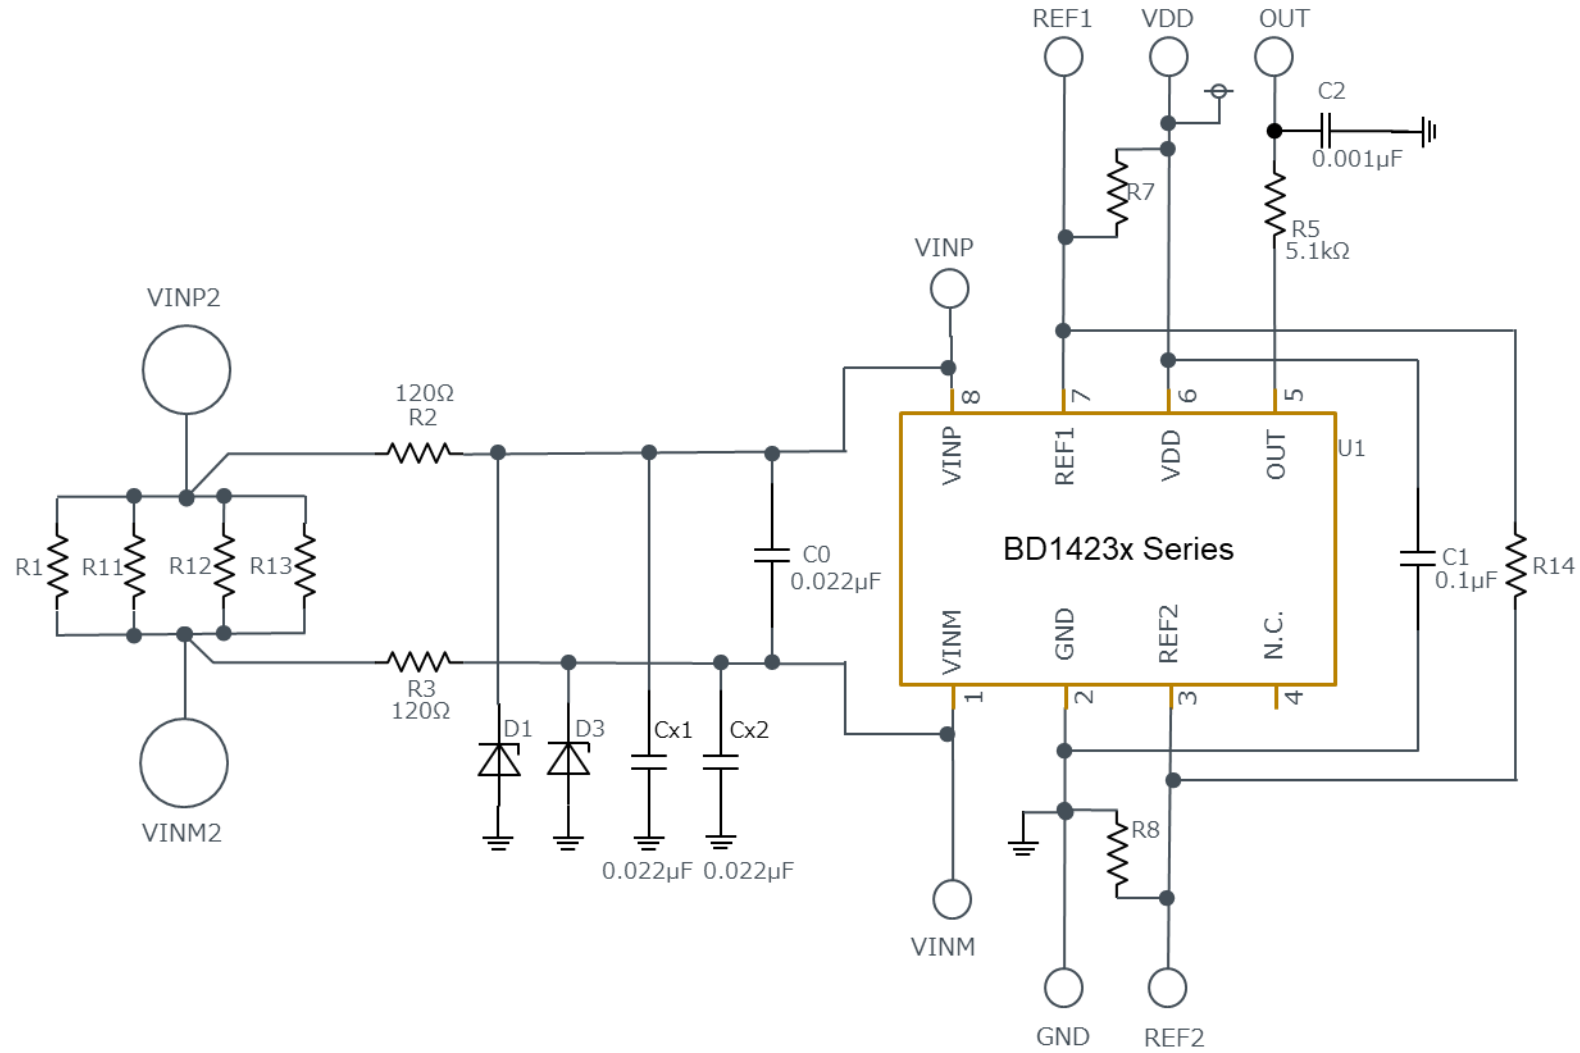 REF1 VDD OUT
C2
0.001μF
R7
R5
5.1kΩ
VINP
VINP2
120Ω
R2
8 7 6 5
VINP REF1 VDD OUT
U1
BD1423x Series
R1 R11 R12 R13
C0
0.022μF
C1
0.1μF
R14
VINM GND REF2 N.C.
1 2 3 4
R3
120Ω
D1 D3 Cx1 Cx2
VINM2
R8
0.022μF 0.022μF
VINM
GND REF2